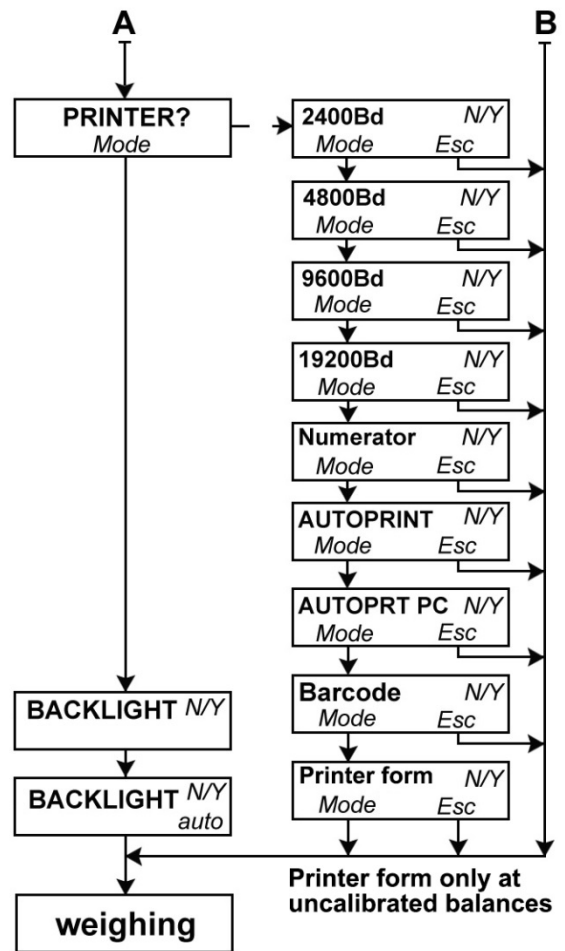 A
B
PRINTER?
Mode
2400Bd N/Y
Mode Esc
4800Bd N/Y
Mode Esc
9600Bd N/Y
Mode Esc
19200Bd N/Y
Mode Esc
Numerator N/Y
Mode Esc
AUTOPRINT N/Y
Mode Esc
AUTOPRT PC N/Y
Mode Esc
Barcode N/Y
Mode Esc
Printer form N/Y
Mode Esc
BACKLIGHT N/Y
BACKLIGHT N/Y
auto
Printer form only at
uncalibrated balances
weighing